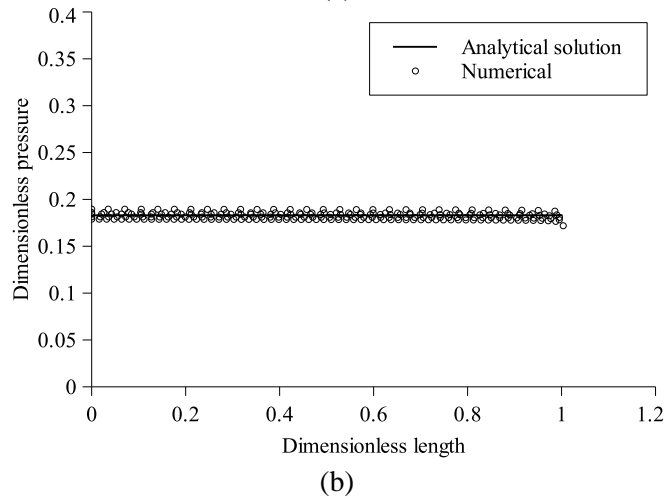 0.4
0.35
0.3
0.25
0.2
0.15
0.1
0.05
0
Dimensionless pressure
Analytical solution
Numerical
0 0.2 0.4 0.6 0.8 1 1.2
Dimensionless length
(b)